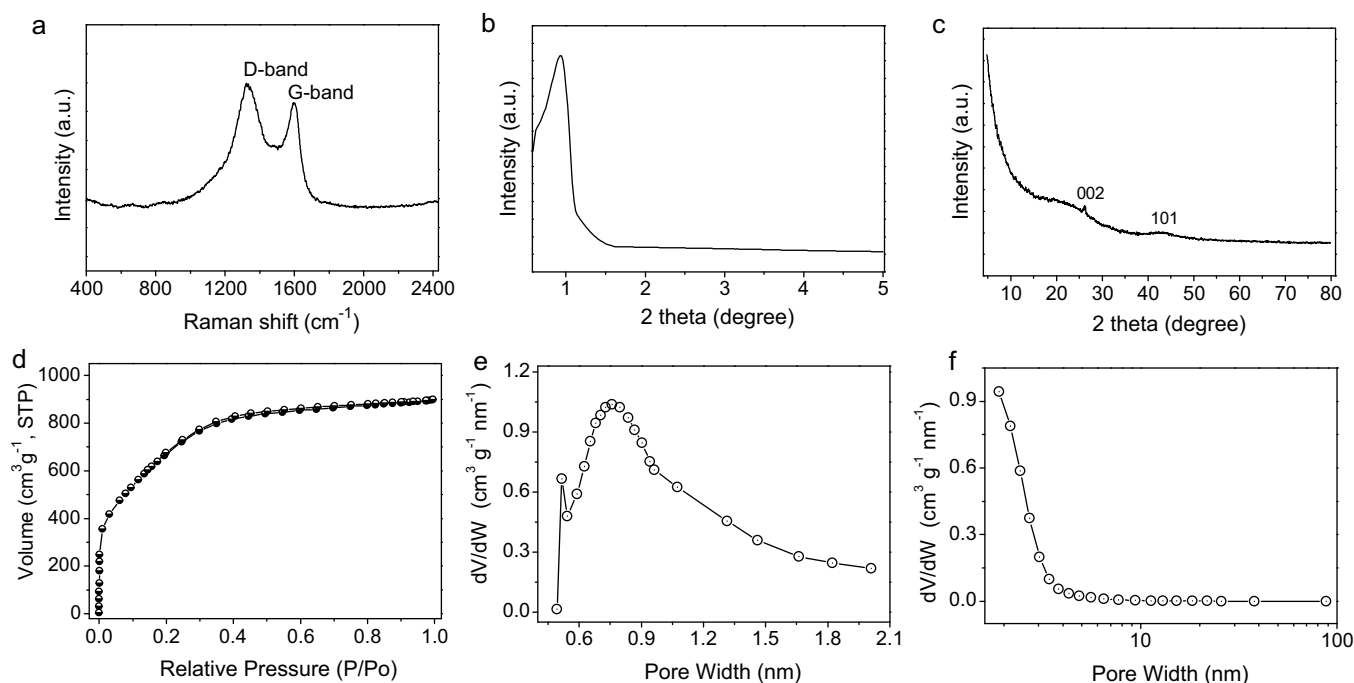 a
D-band
G-band
Intensity (a.u.)
400 800 1200 1600 2000 2400
Raman shift (cm⁻¹)
b
Intensity (a.u.)
1 2 3 4 5
2 theta (degree)
c
Intensity (a.u.)
002
101
10 20 30 40 50 60 70 80
2 theta (degree)
d
Volume (cm³g⁻¹, STP)
1000
800
600
400
200
0
0.0 0.2 0.4 0.6 0.8 1.0
Relative Pressure (P/Po)
e
dV/dW (cm³ g⁻¹ nm⁻¹)
1.2
0.9
0.6
0.3
0.0
0.6 0.9 1.2 1.5 1.8 2.1
Pore Width (nm)
f
dV/dW (cm³ g⁻¹ nm⁻¹)
0.9
0.6
0.3
0.0
10 100
Pore Width (nm)